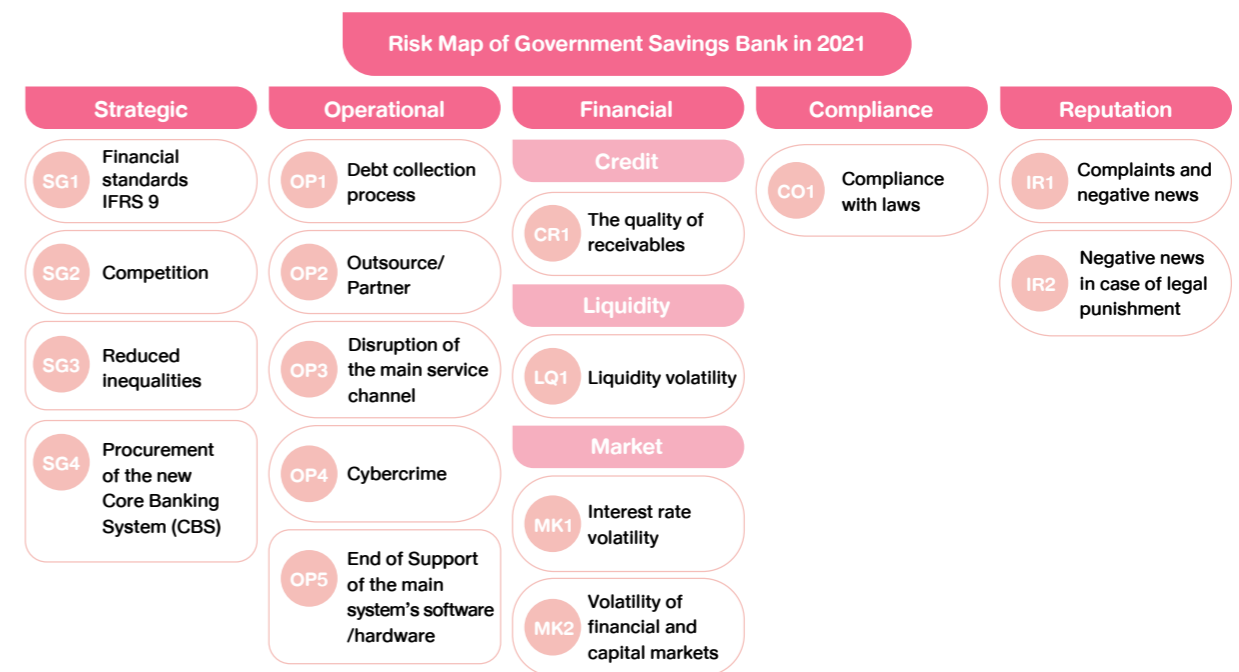 Risk Map of Government Savings Bank in 2021
Strategic
SG1
Financial
standards
IFRS 9
SG2
Competition
SG3
Reduced
inequalities
SG4
Procurement
of the new
Core Banking
System (CBS)
Operational
OP1
Debt collection
process
OP2
Outsource/
Partner
OP3
Disruption of
the main service
channel
OP4
Cybercrime
OP5
End of Support
of the main
system's software
/hardware
Financial
Credit
CR1
The quality of
receivables
Liquidity
LQ1
Liquidity volatility
Market
MK1
Interest rate
volatility
MK2
Volatility of
financial and
capital markets
Compliance
CO1
Compliance
with laws
Reputation
IR1
Complaints and
negative news
IR2
Negative news
in case of legal
punishment